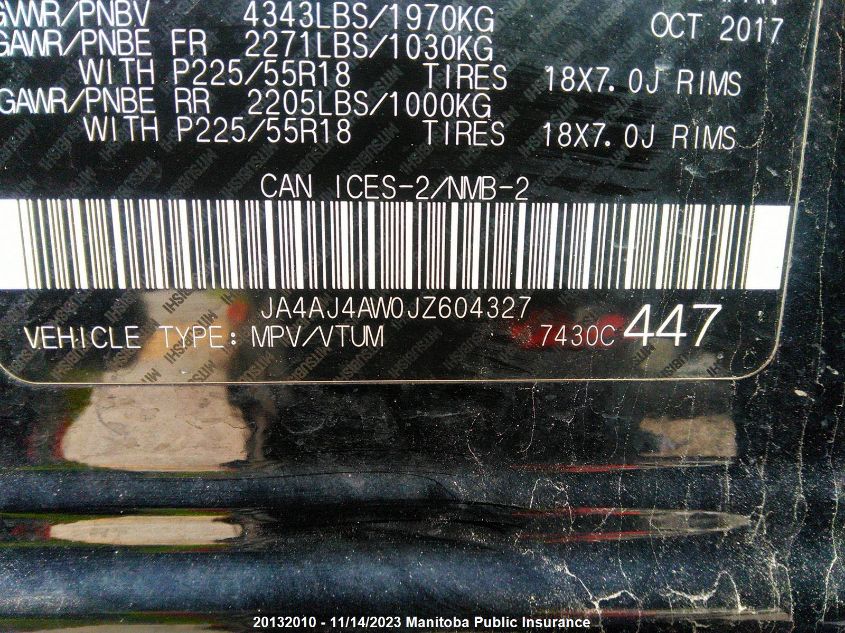 GWR/PNBV 4343LBS/1970KG OCT 2017
GAWR/PNBE FR 2271LBS/1030KG
WITH P225/55R18 TIRES 18X7.0J RIMS
GAWR/PNBE RR 2205LBS/1000KG
WITH P225/55R18 TIRES 18X7.0J RIMS
CAN ICES-2/NMB-2
JA4AJ4AW0JZ604327
VEHICLE TYPE: MPV/VTUM 7430C 447
20132010 - 11/14/2023 Manitoba Public Insurance